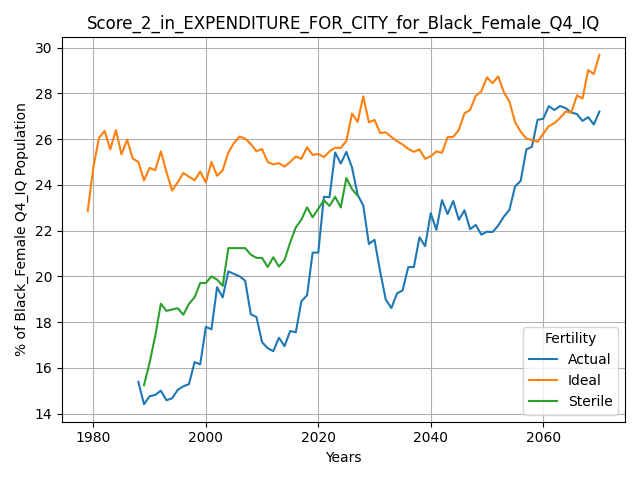 Score_2_in_EXPENDITURE_FOR_CITY_for_Black_Female_Q4_IQ
% of Black_Female Q4_IQ Population
30
28
26
24
22
20
18
16
14
1980
2000
2020
2040
2060
Years
Fertility
Actual
Ideal
Sterile